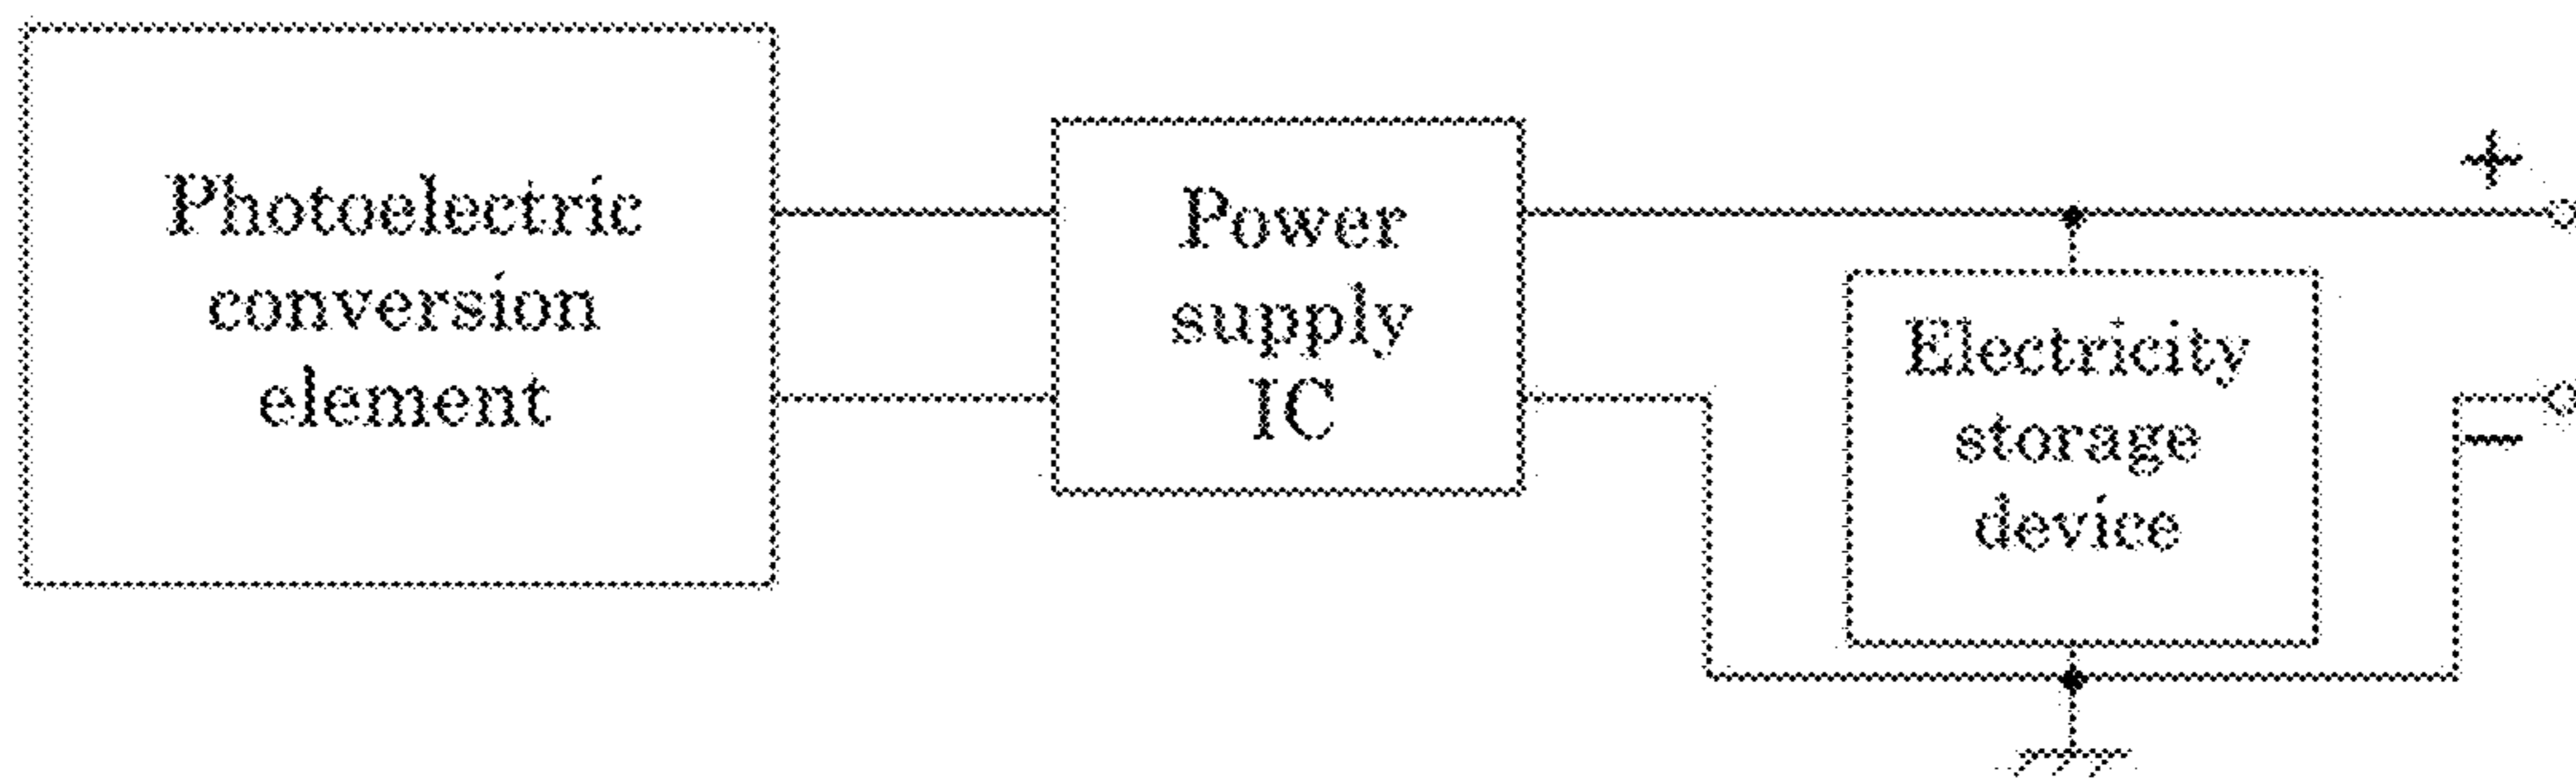 Photoelectric
conversion
element
Power
supply
IC
Electricity
storage
device
+
−